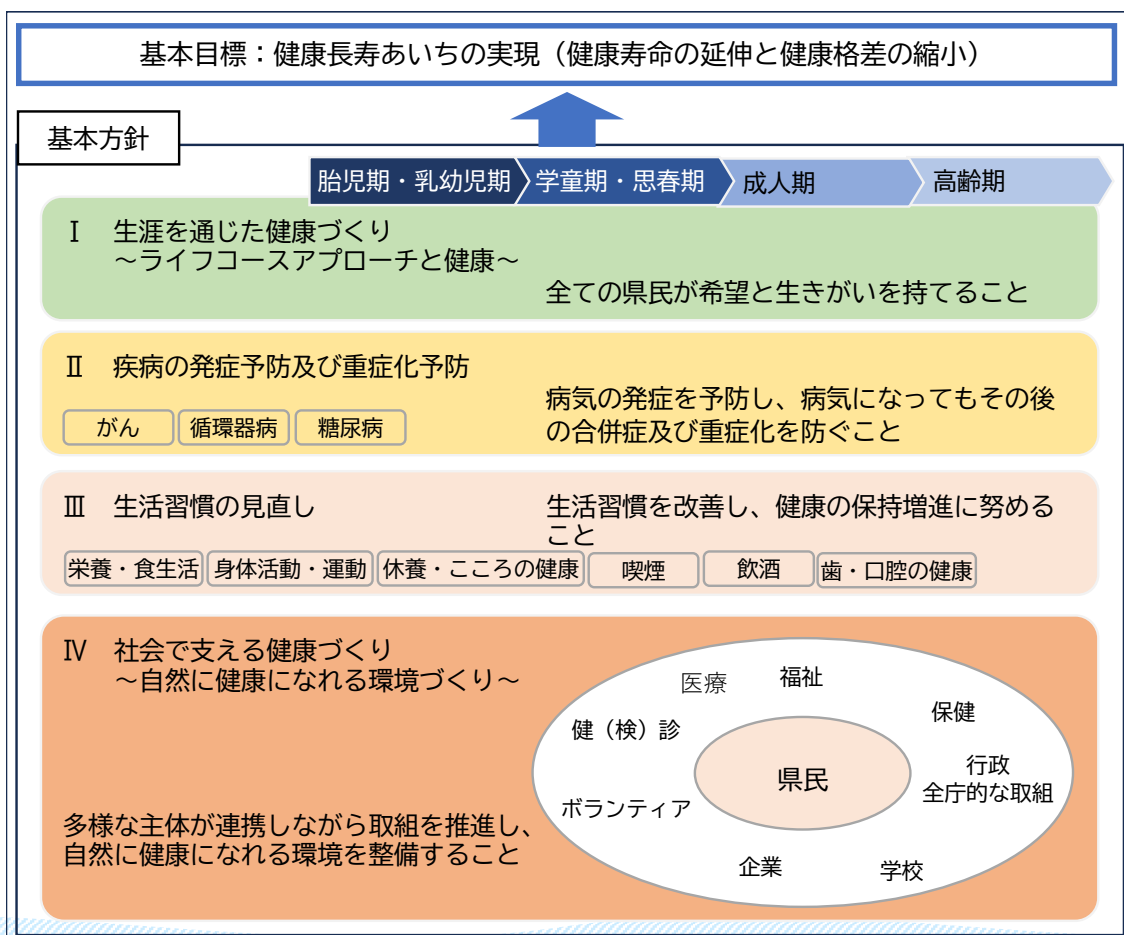 基本目標：健康長寿あいちの実現（健康寿命の延伸と健康格差の縮小）
基本方針
胎児期・乳幼児期
学童期・思春期
成人期
高齢期
Ⅰ 生涯を通じた健康づくり
～ライフコースアプローチと健康～
全ての県民が希望と生きがいを持てること
Ⅱ 疾病の発症予防及び重症化予防
病気の発症を予防し、病気になってもその後
の合併症及び重症化を防ぐこと
がん
循環器病
糖尿病
Ⅲ 生活習慣の見直し
生活習慣を改善し、健康の保持増進に努める
こと
栄養・食生活
身体活動・運動
休養・こころの健康
喫煙
飲酒
歯・口腔の健康
Ⅳ 社会で支える健康づくり
～自然に健康になれる環境づくり～
多様な主体が連携しながら取組を推進し、
自然に健康になれる環境を整備すること
医療
福祉
健（検）診
保健
県民
行政
全庁的な取組
ボランティア
企業
学校